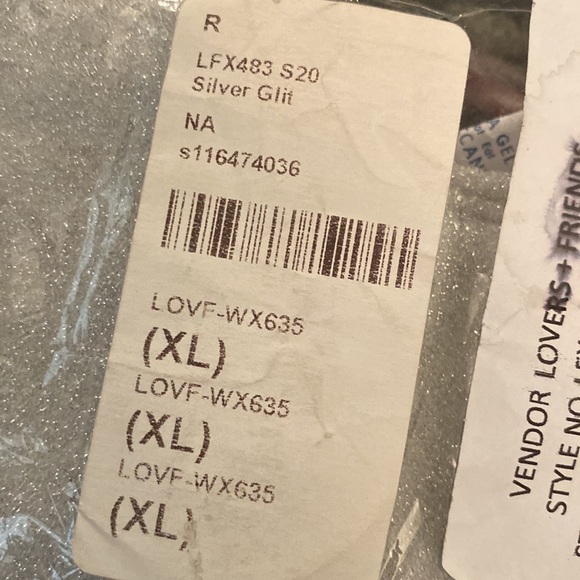 R
LFX483 S20
Silver Glit
NA
s116474036
LOVF-WX635
(XL)
LOVF-WX635
(XL)
LOVF-WX635
(XL)
VENDOR LOVERS + FRIENDS
STYLE NO